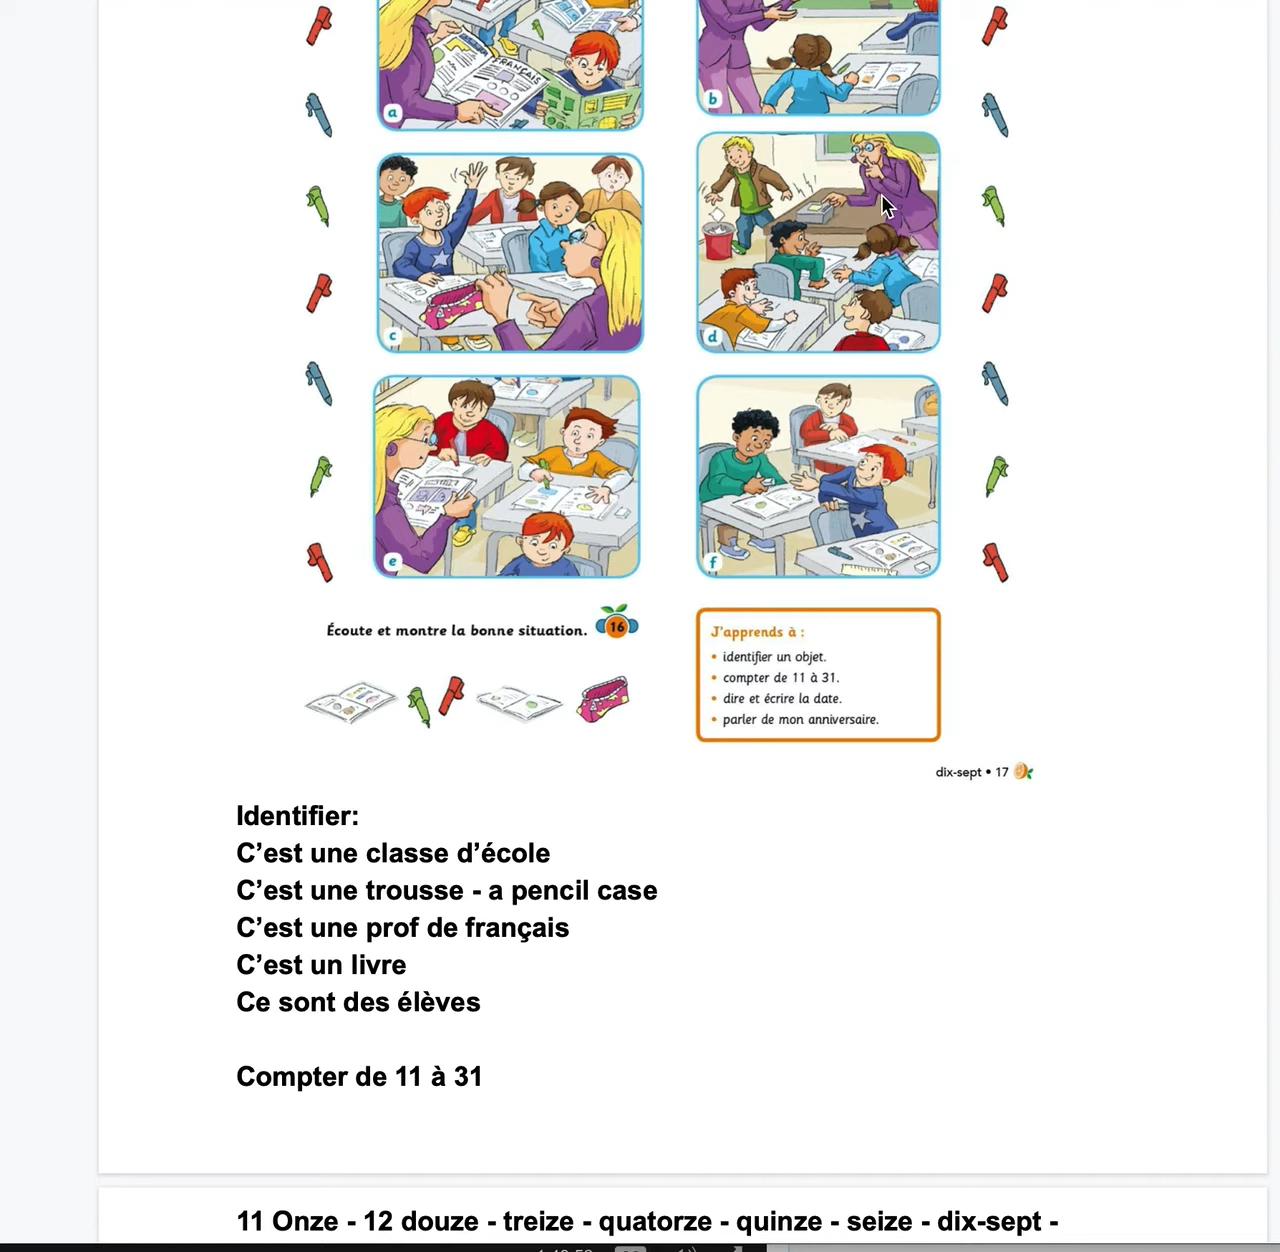 FRANÇAIS
a
b
c
d
e
f
Écoute et montre la bonne situation. 16
J'apprends à :
• identifier un objet.
• compter de 11 à 31.
• dire et écrire la date.
• parler de mon anniversaire.
dix-sept • 17
Identifier:
C’est une classe d’école
C’est une trousse - a pencil case
C’est une prof de français
C’est un livre
Ce sont des élèves
Compter de 11 à 31
11 Onze - 12 douze - treize - quatorze - quinze - seize - dix-sept -